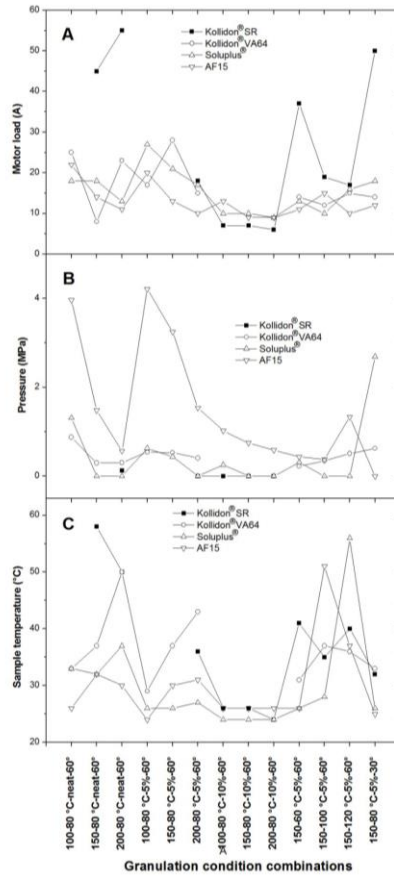 A
Kollidon®SR
Kollidon®VA64
Soluplus®
AF15
Motor load (A)
60
50
40
30
20
10
0
B
Kollidon®SR
Kollidon®VA64
Soluplus®
AF15
Pressure (MPa)
4
2
0
C
Kollidon®SR
Kollidon®VA64
Soluplus®
AF15
Sample temperature (°C)
60
50
40
30
20
100-80 °C-neat-60°
150-80 °C-neat-60°
200-80 °C-neat-60°
100-80 °C-5%-60°
150-80 °C-5%-60°
200-80 °C-5%-60°
100-80 °C-10%-60°
150-80 °C-10%-60°
200-80 °C-10%-60°
150-60 °C-5%-60°
150-100 °C-5%-60°
150-120 °C-5%-60°
150-80 °C-5%-30°
A
Granulation condition combinations